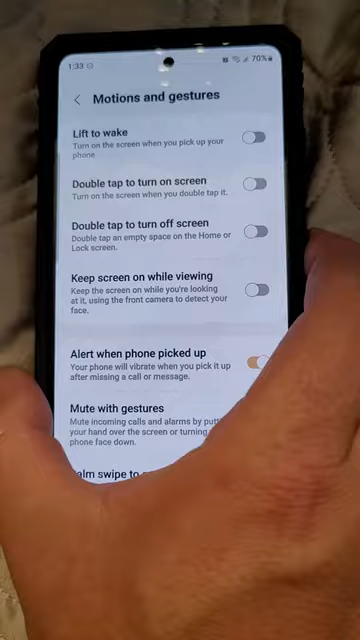 1:33
70%
Motions and gestures
Lift to wake
Turn on the screen when you pick up your
phone
Double tap to turn on screen
Turn on the screen when you double tap it.
Double tap to turn off screen
Double tap an empty space on the Home or
Lock screen.
Keep screen on while viewing
Keep the screen on while you're looking
at it, using the front camera to detect your
face.
Alert when phone picked up
Your phone will vibrate when you pick it up
after missing a call or message.
Mute with gestures
Mute incoming calls and alarms by putt
your hand over the screen or turning
phone face down.
alm swipe to